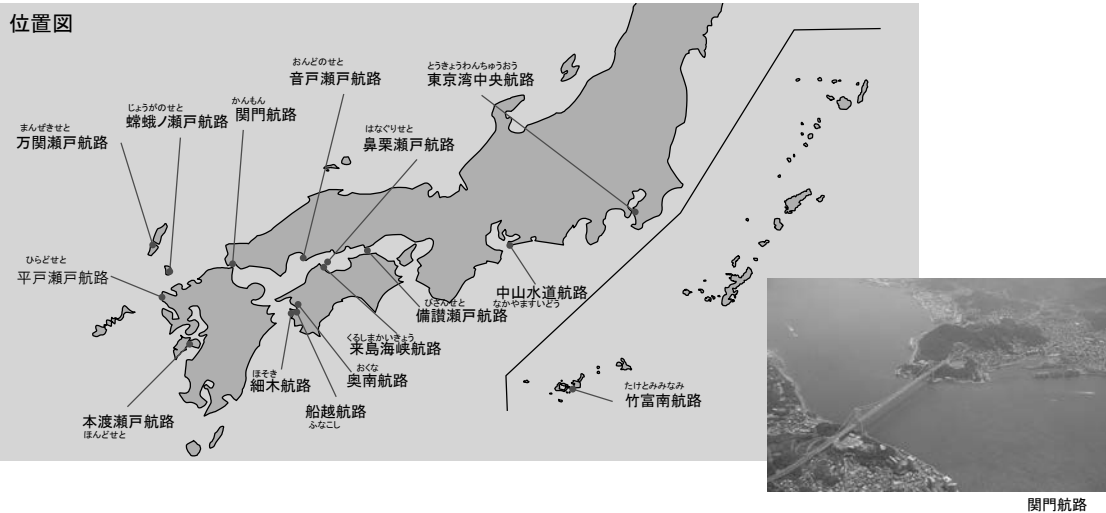 位置図
おんどのせと
音戸瀬戸航路
とうきょうわんちゅうおう
東京湾中央航路
かんもん
関門航路
じょうがのせと
蠑蛾ノ瀬戸航路
まんぜきせと
万関瀬戸航路
はなぐりせと
鼻栗瀬戸航路
ひらどせと
平戸瀬戸航路
中山水道航路
なかやますいどう
びさんせと
備讃瀬戸航路
くるしまかいきょう
来島海峡航路
おくな
奥南航路
ほそき
細木航路
船越航路
ふなこし
本渡瀬戸航路
ほんどせと
たけとみみなみ
竹富南航路
関門航路